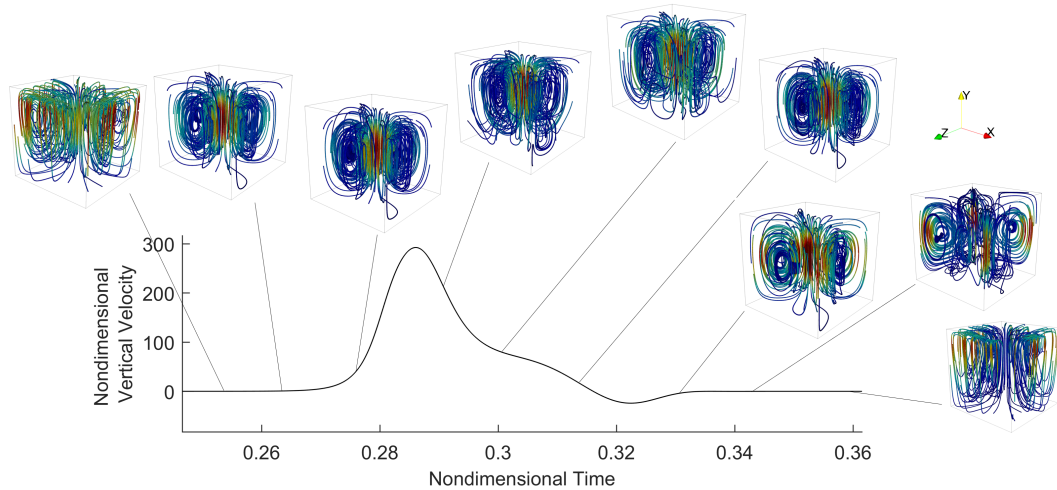 Y
Z
X
300
200
100
0
Nondimensional
Vertical Velocity
0.26
0.28
0.3
0.32
0.34
0.36
Nondimensional Time